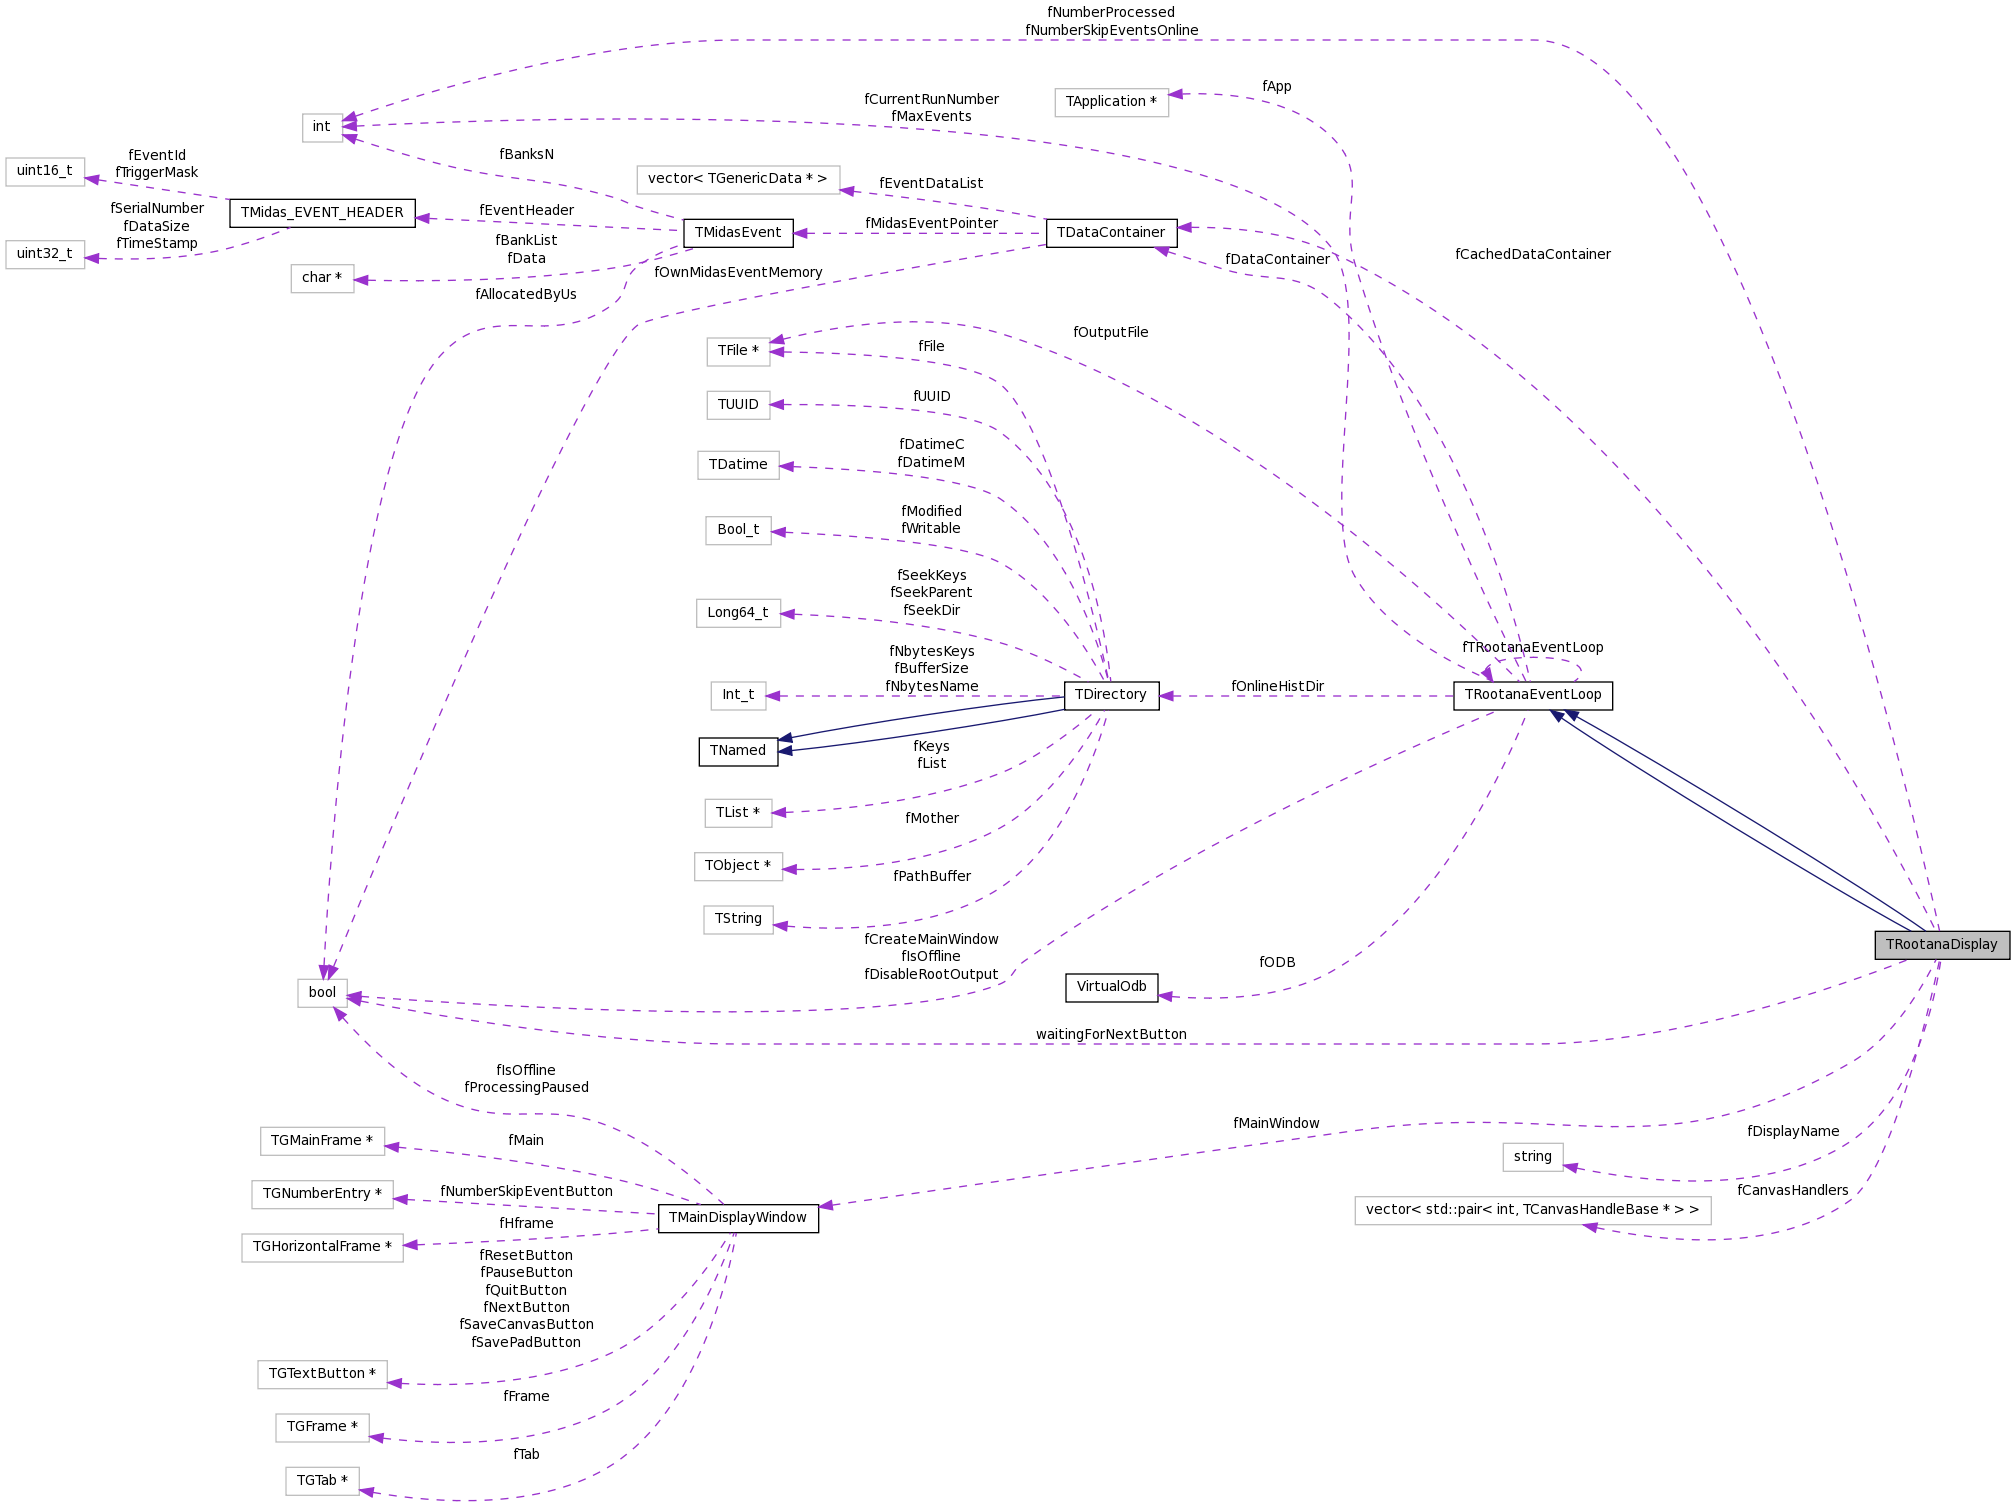 fNumberProcessed
fNumberSkipEventsOnline
fApp
TApplication *
fCurrentRunNumber
fMaxEvents
int
fBanksN
fEventId
fTriggerMask
uint16_t
vector< TGenericData * >
fEventDataList
fSerialNumber
fDataSize
fTimeStamp
TMidas_EVENT_HEADER
fEventHeader
TMidasEvent
fMidasEventPointer
TDataContainer
uint32_t
fBankList
fData
char *
fOwnMidasEventMemory
fDataContainer
fCachedDataContainer
fAllocatedByUs
fOutputFile
TFile *
fFile
TUUID
fUUID
TDatime
fDatimeC
fDatimeM
Bool_t
fModified
fWritable
Long64_t
fSeekKeys
fSeekParent
fSeekDir
fTRootanaEventLoop
Int_t
fNbytesKeys
fBufferSize
fNbytesName
TDirectory
fOnlineHistDir
TRootanaEventLoop
TNamed
fKeys
fList
TList *
fMother
TObject *
fPathBuffer
TString
fCreateMainWindow
fIsOffline
fDisableRootOutput
TRootanaDisplay
fODB
VirtualOdb
bool
waitingForNextButton
fIsOffline
fProcessingPaused
fMainWindow
TGMainFrame *
fMain
fDisplayName
string
TGNumberEntry *
fNumberSkipEventButton
fCanvasHandlers
vector< std::pair< int, TCanvasHandleBase * > >
TMainDisplayWindow
fHframe
TGHorizontalFrame *
fResetButton
fPauseButton
fQuitButton
fNextButton
fSaveCanvasButton
fSavePadButton
TGTextButton *
fFrame
TGFrame *
fTab
TGTab *